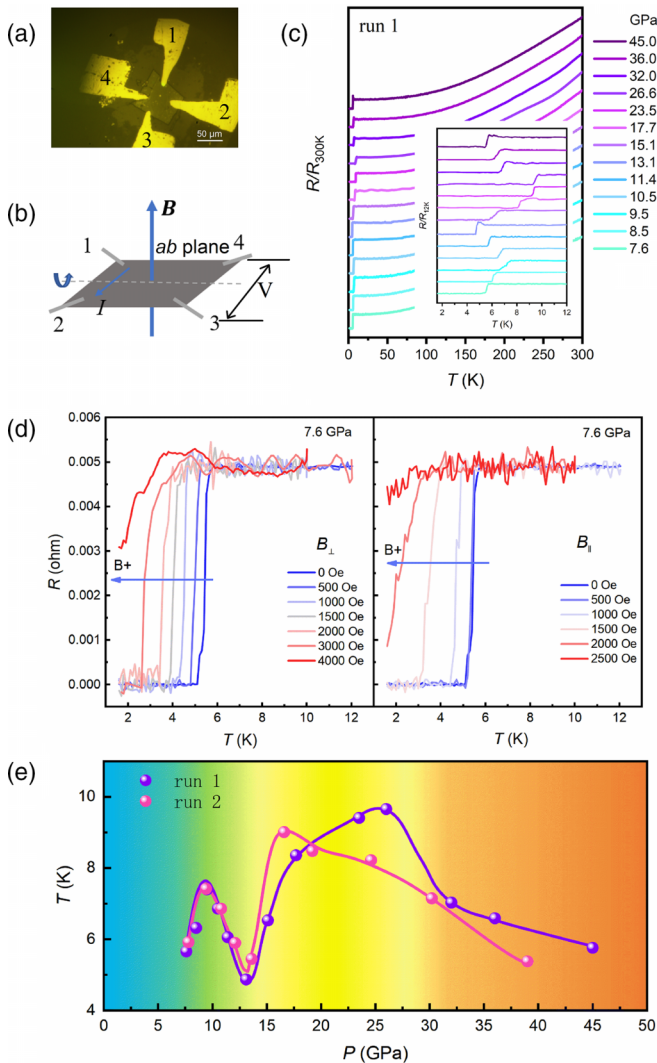 (a)
1
4
2
3
50 μm
(b)
B
1
ab plane
4
I
V
2
3
(c)
run 1
GPa
45.0
36.0
32.0
26.6
23.5
17.7
15.1
13.1
11.4
10.5
9.5
8.5
7.6
R/R300K
R/R12K
2 4 6 8 10 12
T (K)
0 50 100 150 200 250 300
T (K)
(d)
0.006
0.005
0.004
0.003
0.002
0.001
0.000
R (ohm)
7.6 GPa
B⊥
B+
0 Oe
500 Oe
1000 Oe
1500 Oe
2000 Oe
3000 Oe
4000 Oe
2 4 6 8 10 12
T (K)
7.6 GPa
B∥
B+
0 Oe
500 Oe
1000 Oe
1500 Oe
2000 Oe
2500 Oe
2 4 6 8 10 12
T (K)
(e)
run 1
run 2
10
8
6
4
T (K)
0 5 10 15 20 25 30 35 40 45 50
P (GPa)